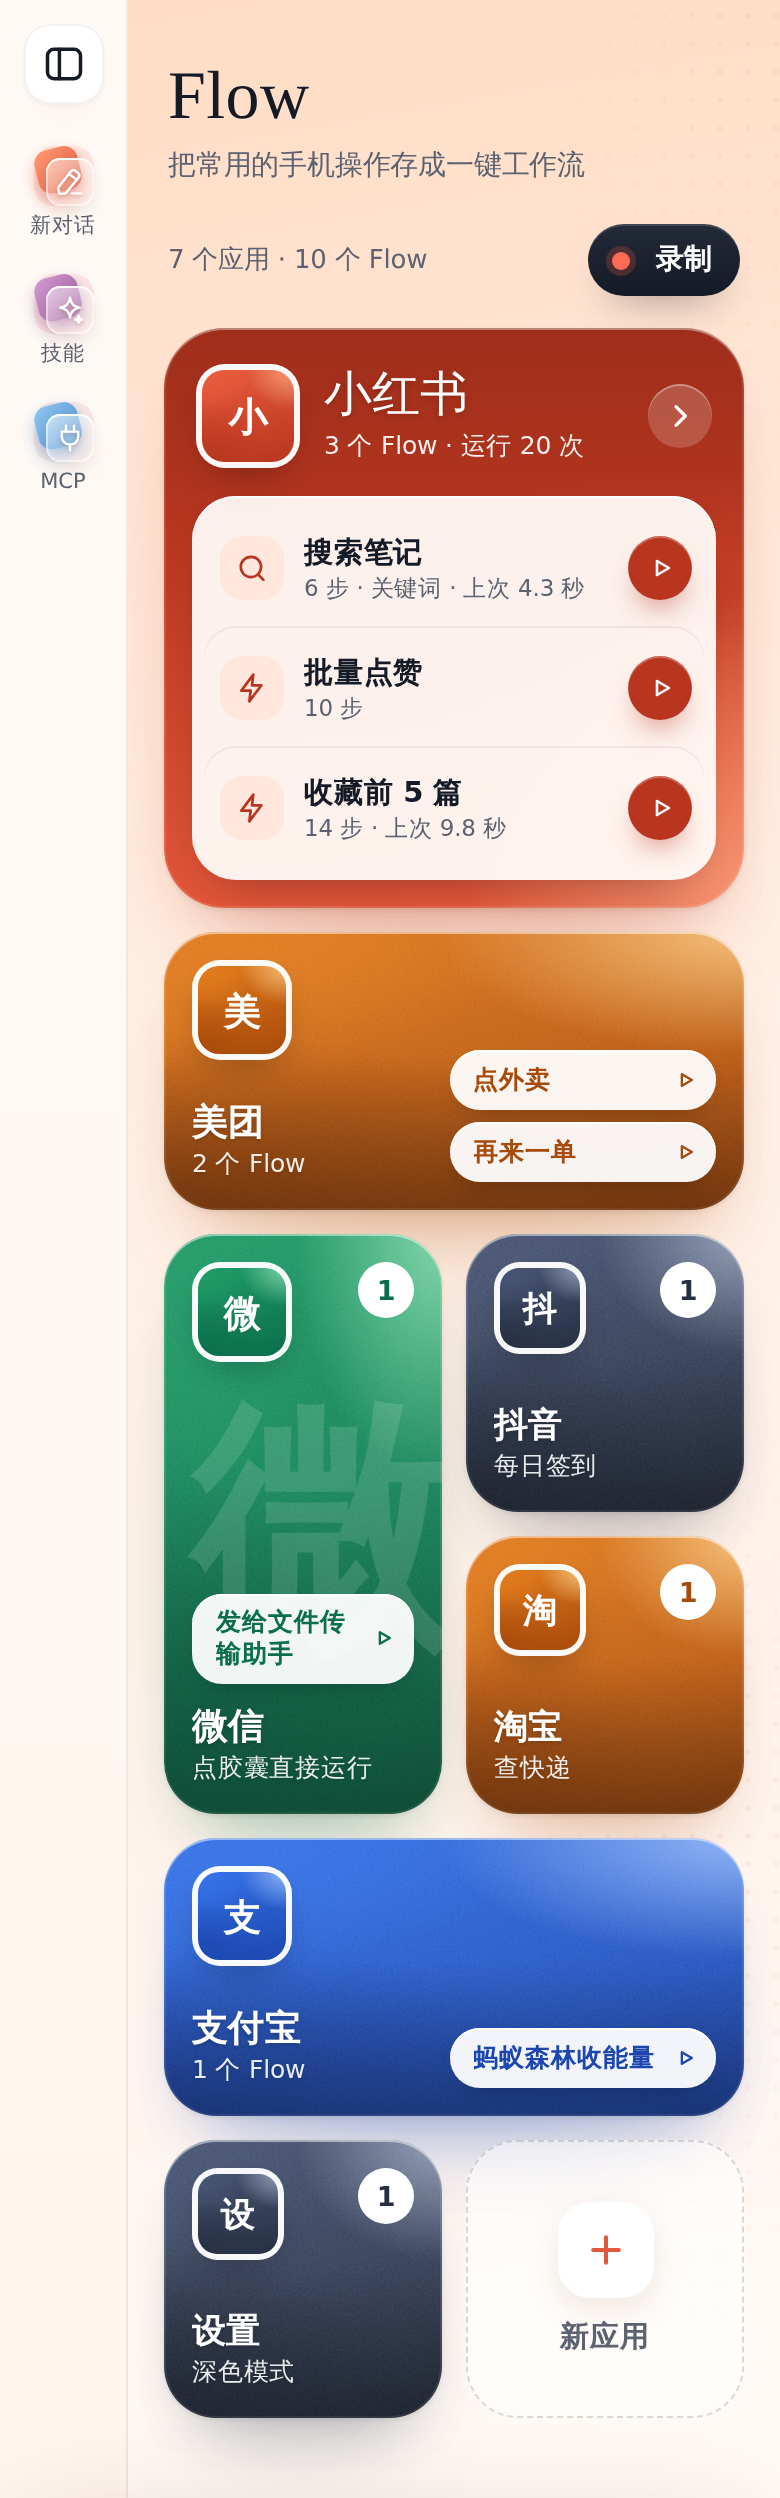 新对话
技能
MCP
Flow
把常用的手机操作存成一键工作流
7 个应用 · 10 个 Flow
录制
小
小红书
3 个 Flow · 运行 20 次
搜索笔记
6 步 · 关键词 · 上次 4.3 秒
批量点赞
10 步
收藏前 5 篇
14 步 · 上次 9.8 秒
美
美团
2 个 Flow
点外卖
再来一单
微
1
微
发给文件传
输助手
微信
点胶囊直接运行
抖
1
抖音
每日签到
淘
1
淘宝
查快递
支
支付宝
1 个 Flow
蚂蚁森林收能量
设
1
设置
深色模式
新应用